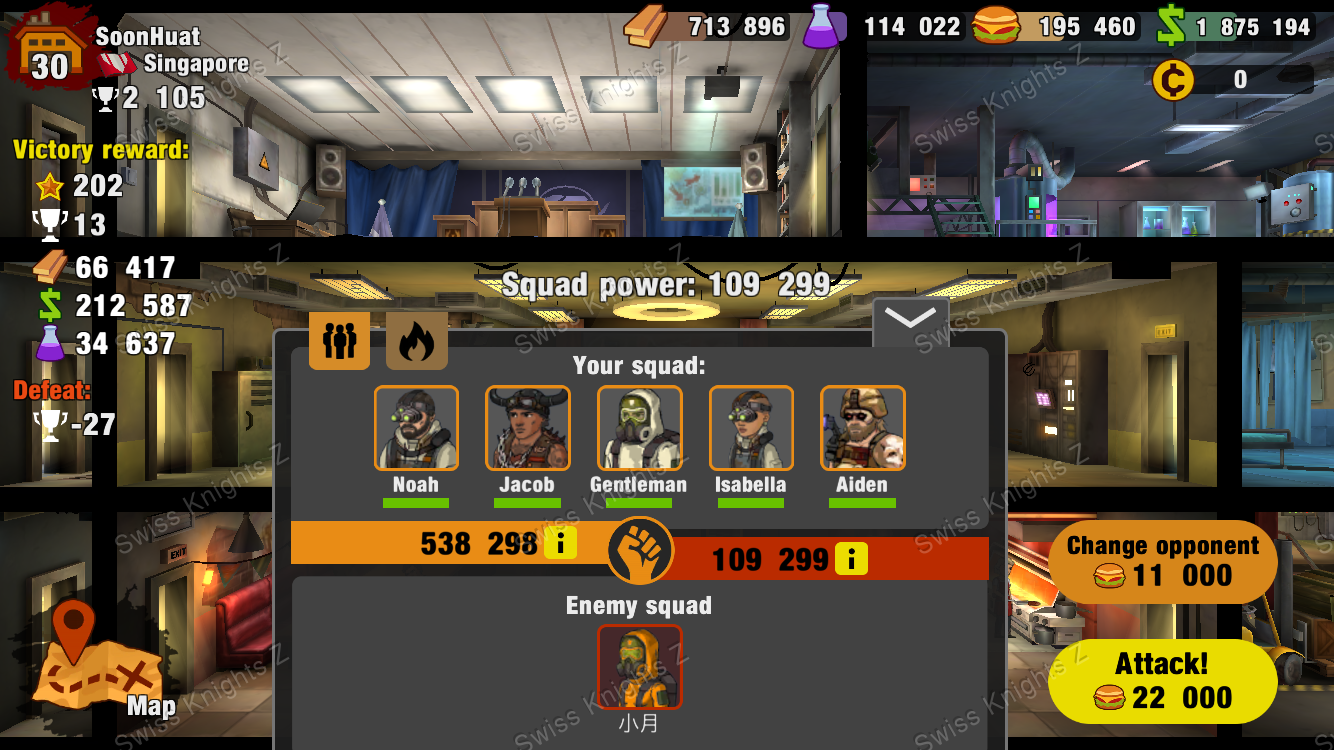 SoonHuat
30
Singapore
2 105
713 896
114 022
195 460
1 875 194
0
Victory reward:
202
13
66 417
212 587
34 637
Defeat:
-27
Squad power: 109 299
Your squad:
Noah
Jacob
Gentleman
Isabella
Aiden
538 298 i
109 299 i
Enemy squad
小月
Change opponent
11 000
Attack!
22 000
Map
EXIT
EXIT
Swiss Knights Z